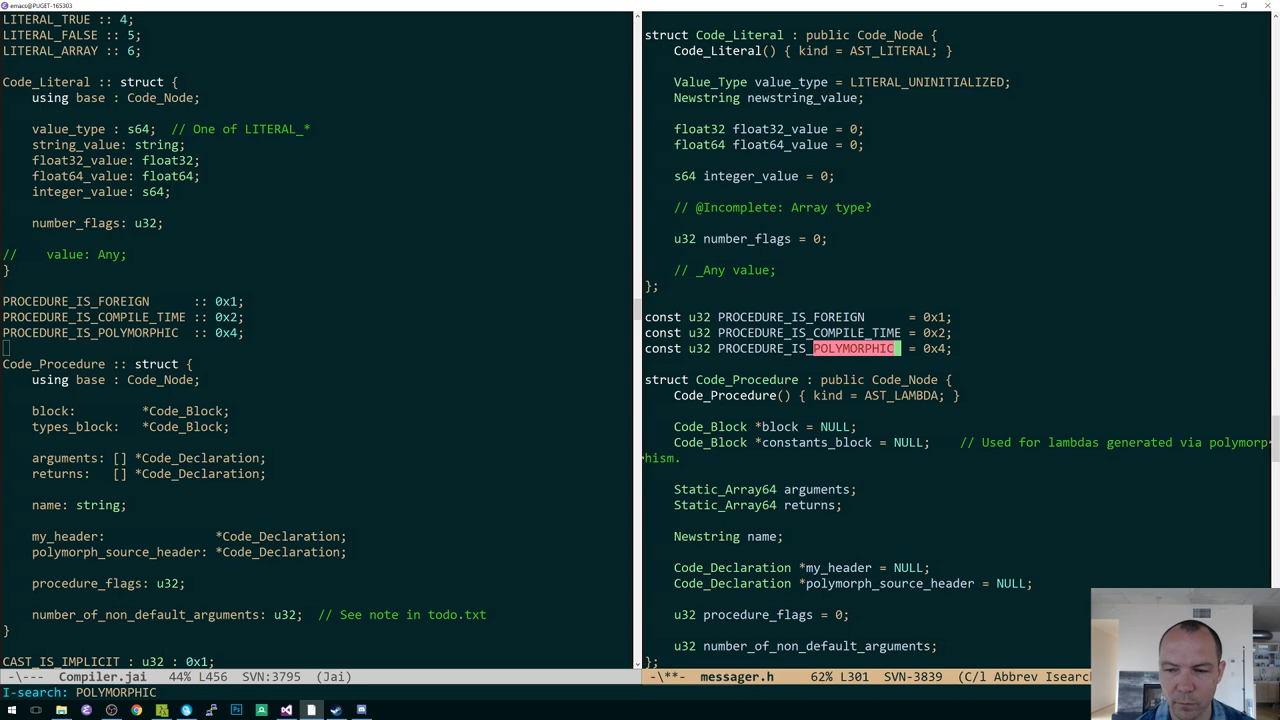 emacs@PUGET-165303
LITERAL_TRUE :: 4;
LITERAL_FALSE :: 5;
LITERAL_ARRAY :: 6;
Code_Literal :: struct {
using base : Code_Node;
value_type : s64;  // One of LITERAL_*
string_value: string;
float32_value: float32;
float64_value: float64;
integer_value: s64;
number_flags: u32;
//    value: Any;
}
PROCEDURE_IS_FOREIGN      :: 0x1;
PROCEDURE_IS_COMPILE_TIME :: 0x2;
PROCEDURE_IS_POLYMORPHIC  :: 0x4;
Code_Procedure :: struct {
using base: Code_Node;
block:         *Code_Block;
types_block:   *Code_Block;
arguments: [] *Code_Declaration;
returns:   [] *Code_Declaration;
name: string;
my_header:               *Code_Declaration;
polymorph_source_header: *Code_Declaration;
procedure_flags: u32;
number_of_non_default_arguments: u32;  // See note in todo.txt
}
CAST_IS_IMPLICIT : u32 : 0x1;
-\---  Compiler.jai   44% L456  SVN:3795  (Jai)
struct Code_Literal : public Code_Node {
Code_Literal() { kind = AST_LITERAL; }
Value_Type value_type = LITERAL_UNINITIALIZED;
Newstring newstring_value;
float32 float32_value = 0;
float64 float64_value = 0;
s64 integer_value = 0;
// @Incomplete: Array type?
u32 number_flags = 0;
// _Any value;
};
const u32 PROCEDURE_IS_FOREIGN      = 0x1;
const u32 PROCEDURE_IS_COMPILE_TIME = 0x2;
const u32 PROCEDURE_IS_POLYMORPHIC  = 0x4;
struct Code_Procedure : public Code_Node {
Code_Procedure() { kind = AST_LAMBDA; }
Code_Block *block = NULL;
Code_Block *constants_block = NULL;    // Used for lambdas generated via polymorp
hism.
Static_Array64 arguments;
Static_Array64 returns;
Newstring name;
Code_Declaration *my_header = NULL;
Code_Declaration *polymorph_source_header = NULL;
u32 procedure_flags = 0;
u32 number_of_non_default_arguments;
};
-\**-  messager.h     62% L301  SVN-3839  (C/l Abbrev Isearc
I-search: POLYMORPHIC